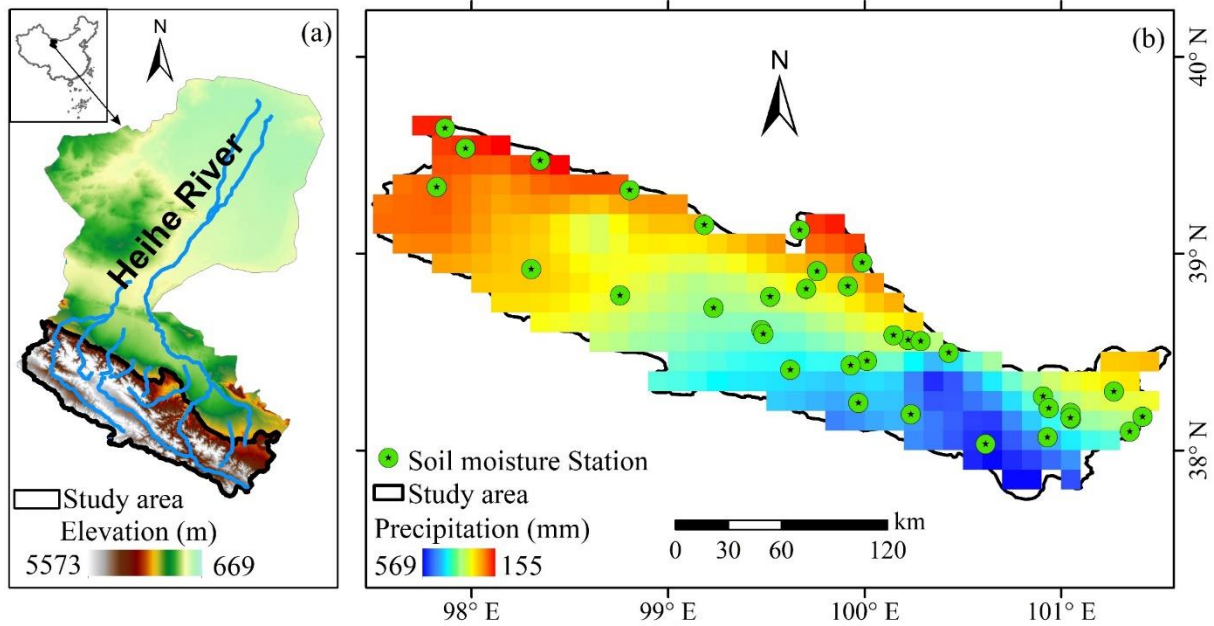 (a)
N
Heihe River
Study area
Elevation (m)
5573 669
(b)
N
40° N
39° N
38° N
Soil moisture Station
Study area
Precipitation (mm)
569 155
km
0 30 60 120
98° E 99° E 100° E 101° E